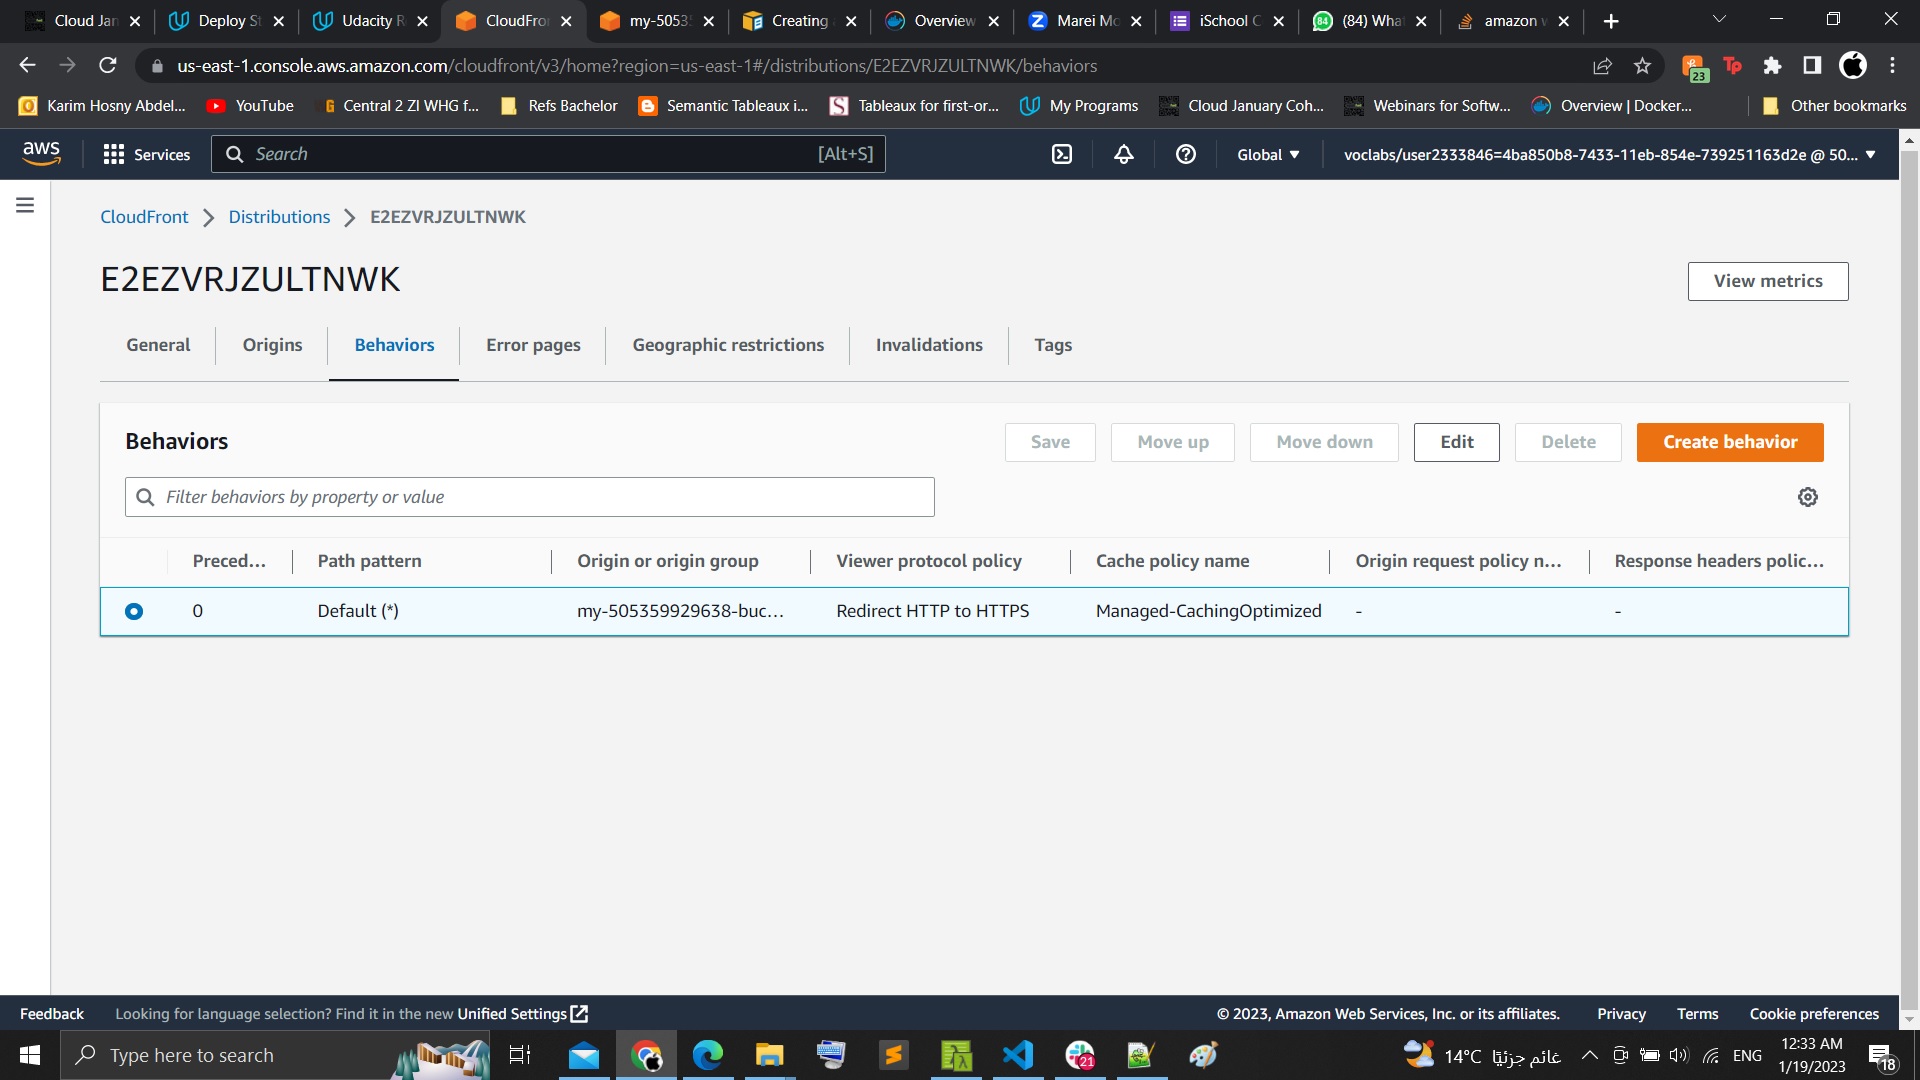 Cloud Jan
Deploy St
Udacity R
CloudFro
my-5053
Creating
Overview
Marei Mo
iSchool C
(84) What
amazon w
us-east-1.console.aws.amazon.com/cloudfront/v3/home?region=us-east-1#/distributions/E2EZVRJZULTNWK/behaviors
23
Karim Hosny Abdel...
YouTube
Central 2 ZI WHG f...
Refs Bachelor
Semantic Tableaux i...
Tableaux for first-or...
My Programs
Cloud January Coh...
Webinars for Softw...
Overview | Docker...
Other bookmarks
aws
Services
Search
[Alt+S]
Global
voclabs/user2333846=4ba850b8-7433-11eb-854e-739251163d2e @ 50...
CloudFront
Distributions
E2EZVRJZULTNWK
E2EZVRJZULTNWK
View metrics
General
Origins
Behaviors
Error pages
Geographic restrictions
Invalidations
Tags
Behaviors
Save
Move up
Move down
Edit
Delete
Create behavior
Filter behaviors by property or value
Preced...
Path pattern
Origin or origin group
Viewer protocol policy
Cache policy name
Origin request policy n...
Response headers polic...
0
Default (*)
my-505359929638-buc...
Redirect HTTP to HTTPS
Managed-CachingOptimized
-
-
Feedback
Looking for language selection? Find it in the new Unified Settings
© 2023, Amazon Web Services, Inc. or its affiliates.
Privacy
Terms
Cookie preferences
Type here to search
21
14°C غائم جزئيًا
ENG
12:33 AM
1/19/2023
18